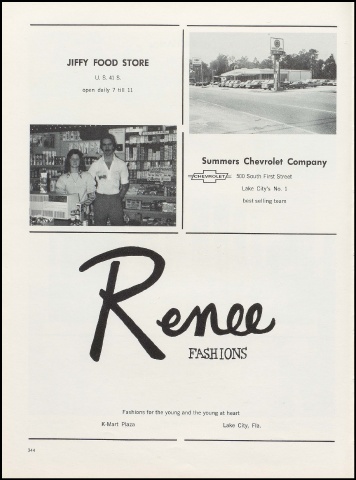 JIFFY FOOD STORE
U. S. 41 S.
open daily 7 till 11
Summers Chevrolet Company
CHEVROLET
500 South First Street
Lake City's No. 1
best selling team
Renee
FASHIONS
Fashions for the young and the young at heart
K-Mart Plaza
Lake City, Fla.
244